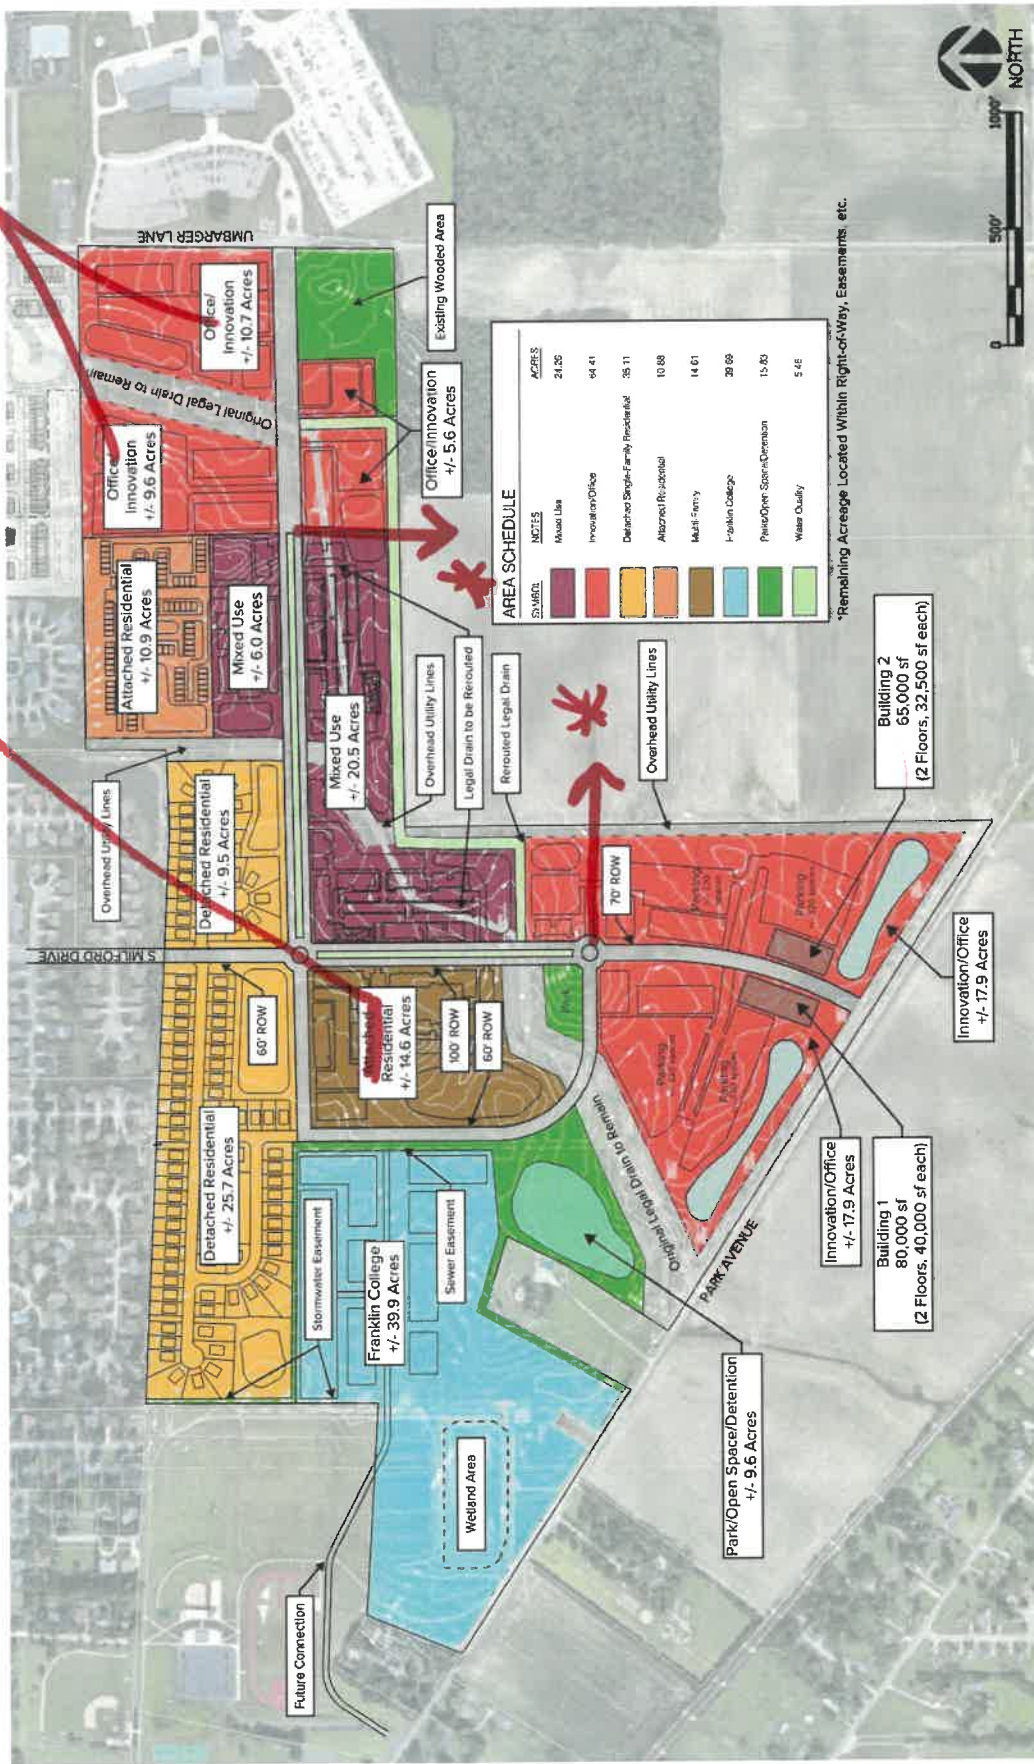 NORTH
0 500' 1000'
UMBARGER LANE
Office/
Innovation
+/- 10.7 Acres
Original Legal Drain to Remain
Office/
Innovation
+/- 9.6 Acres
Existing Wooded Area
Office/Innovation
+/- 5.6 Acres
Attached Residential
+/- 10.9 Acres
Mixed Use
+/- 6.0 Acres
Mixed Use
+/- 20.5 Acres
Overhead Utility Lines
Overhead Utility Lines
Legal Drain to be Rerouted
Rerouted Legal Drain
Overhead Utility Lines
AREA SCHEDULE
SYMBOL NOTES ACRES
Mixed Use 24.26
Innovation/Office 64.41
Detached Single-Family Residential 35.11
Attached Residential 10.88
Multi-Family 14.61
Franklin College 39.69
Parks/Open Space/Detention 15.83
Water Quality 5.46
*Remaining Acreage Located Within Right-of-Way, Easements, etc.
Detached Residential
+/- 9.5 Acres
S MILFORD DRIVE
60' ROW
Detached Residential
+/- 25.7 Acres
Attached
Residential
+/- 14.6 Acres
100' ROW
60' ROW
70' ROW
Park
Parking
Parking
Parking
Parking
Building 2
65,000 sf
(2 Floors, 32,500 sf each)
Innovation/Office
+/- 17.9 Acres
Innovation/Office
+/- 17.9 Acres
Building 1
80,000 sf
(2 Floors, 40,000 sf each)
Original Legal Drain to Remain
PARK AVENUE
Stormwater Easement
Sewer Easement
Franklin College
+/- 39.9 Acres
Wetland Area
Park/Open Space/Detention
+/- 9.6 Acres
Future Connection